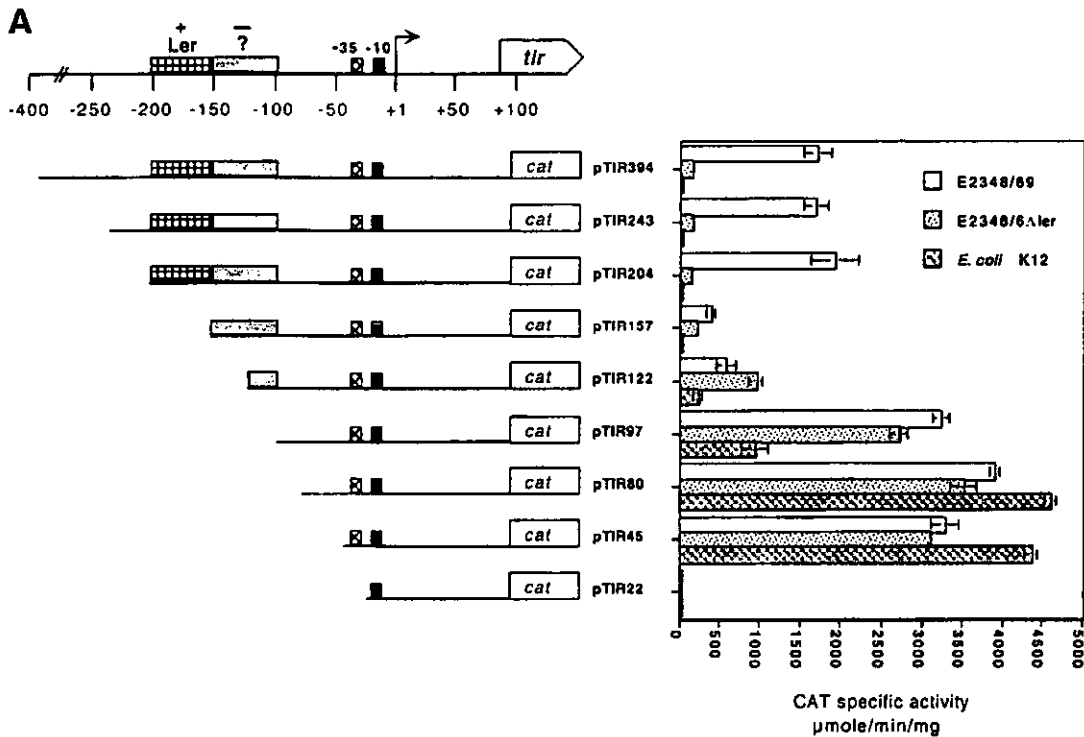 A
+ −
Ler ?
-35 -10
tir
-400 -250 -200 -150 -100 -50 +1 +50 +100
cat pTIR394
cat pTIR243
cat pTIR204
cat pTIR157
cat pTIR122
cat pTIR97
cat pTIR80
cat pTIR45
cat pTIR22
E2348/69
E2348/6Δler
E.coli K12
0 500 1000 1500 2000 2500 3000 3500 4000 4500 5000
CAT specific activity
µmole/min/mg